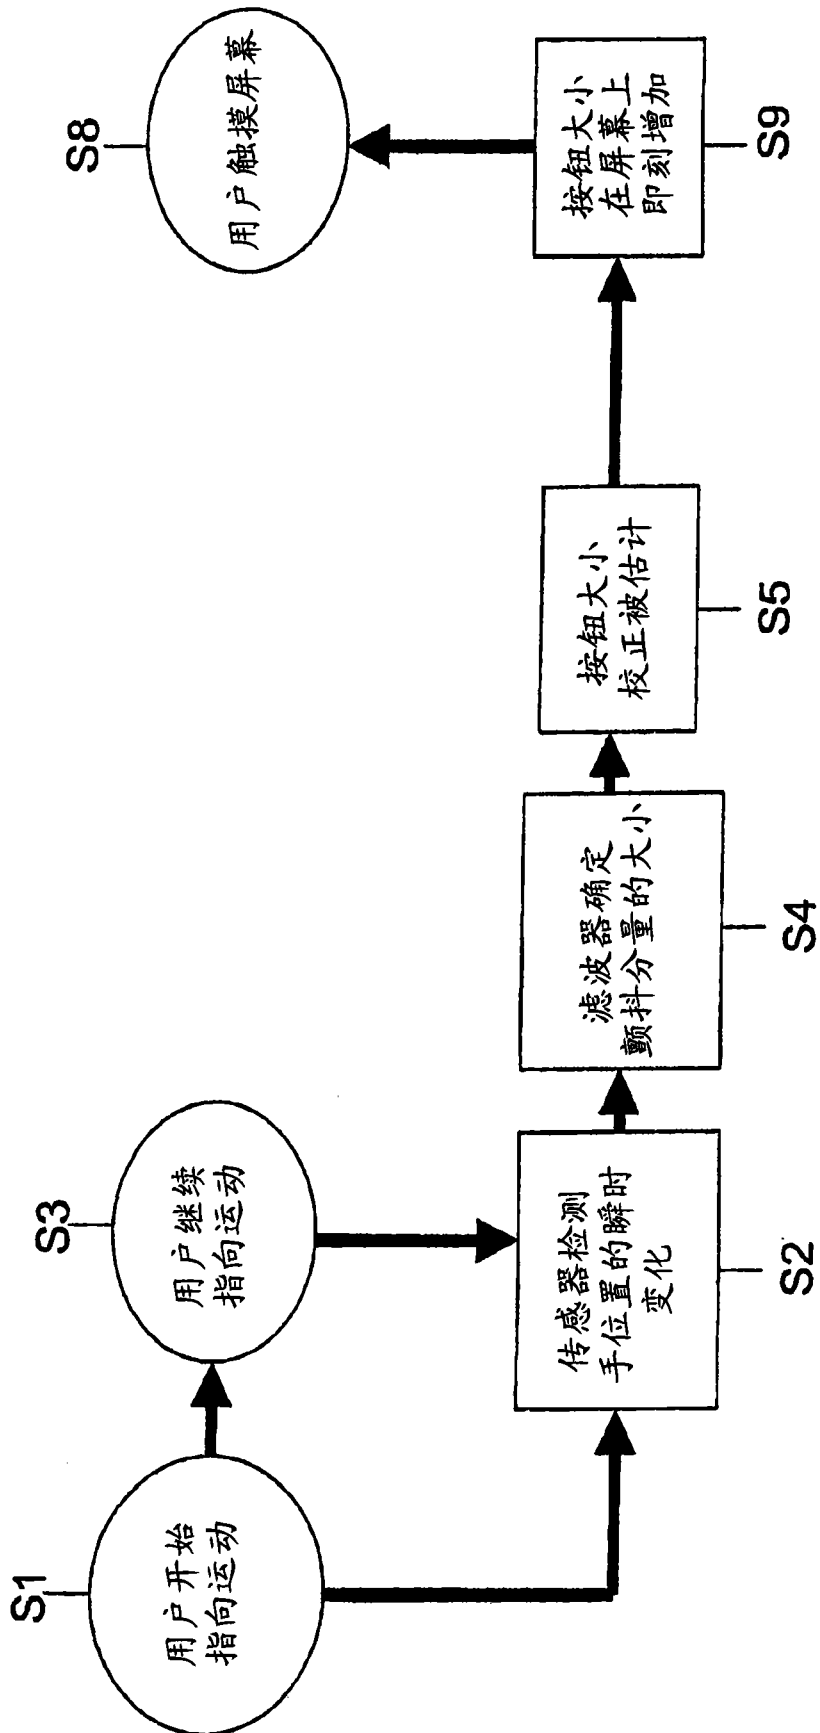 S1
用户开始
指向运动
S3
用户继续
指向运动
S8
用户触摸屏幕
传感器检测
手位置的瞬时
变化
S2
滤波器确定
颤抖分量的大小
S4
按钮大小
校正被估计
S5
按钮大小
在屏幕上
即刻增加
S9